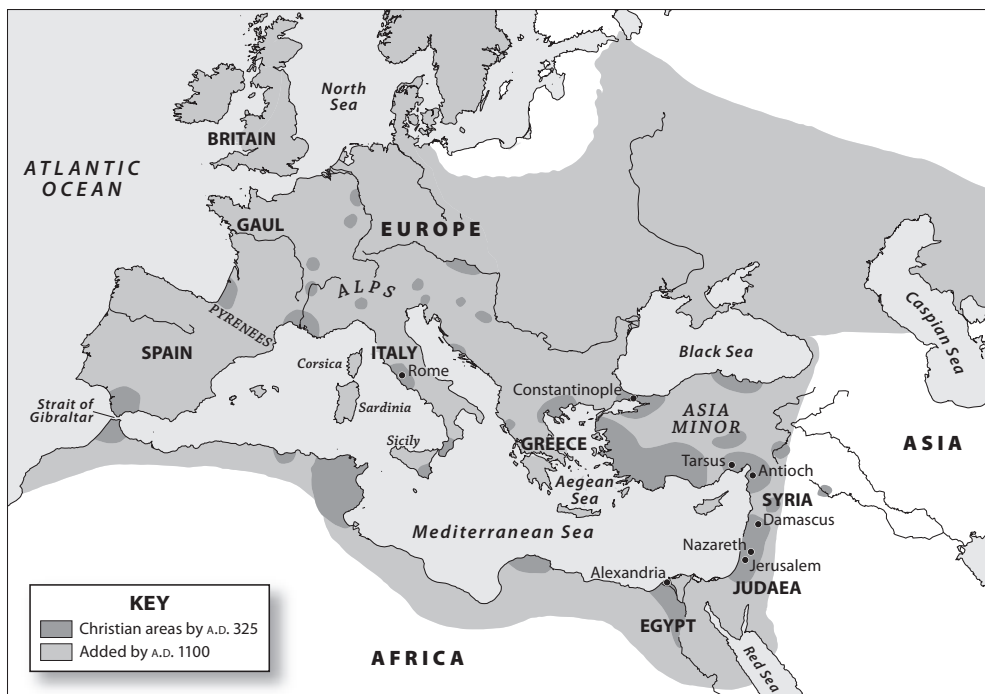 North
Sea
BRITAIN
ATLANTIC
OCEAN
GAUL
EUROPE
ALPS
PYRENEES
Caspian Sea
SPAIN
Corsica
ITALY
Rome
Black Sea
Constantinople
Strait of
Gibraltar
Sardinia
ASIA
MINOR
ASIA
Sicily
GREECE
Tarsus
Antioch
Aegean
Sea
SYRIA
Damascus
Mediterranean Sea
Nazareth
Jerusalem
Alexandria
JUDAEA
EGYPT
Red Sea
AFRICA
KEY
Christian areas by A.D. 325
Added by A.D. 1100